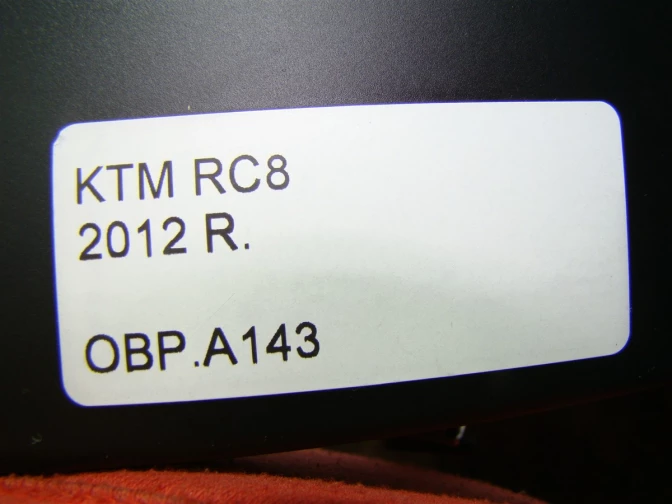 KTM RC8
2012 R.
OBP.A143